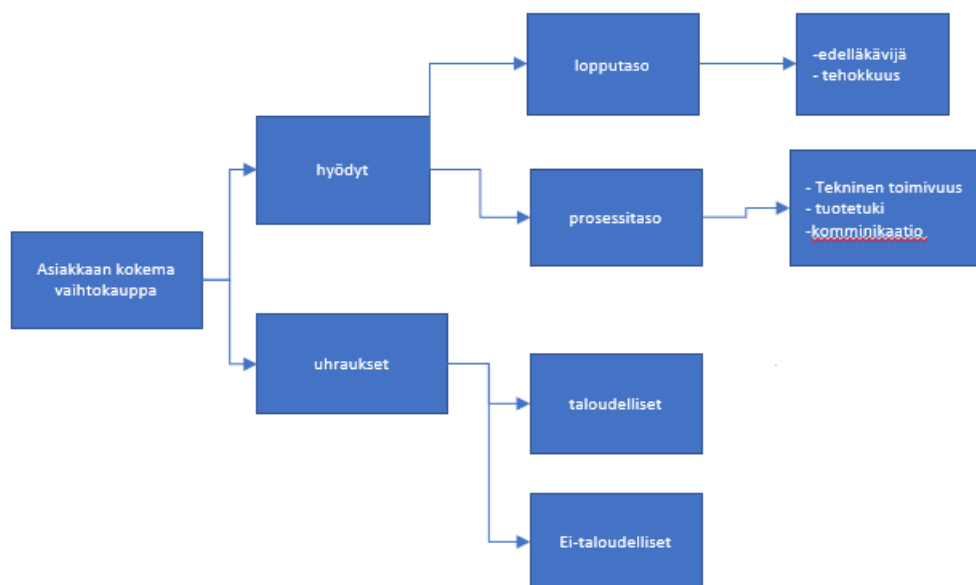 lopputaso
-edelläkävijä
- tehokkuus
hyödyt
prosessitaso
- Tekninen toimivuus
- tuotetuki
-komminikaatio
Asiakkaan kokema
vaihtokauppa
uhraukset
taloudelliset
Ei-taloudelliset